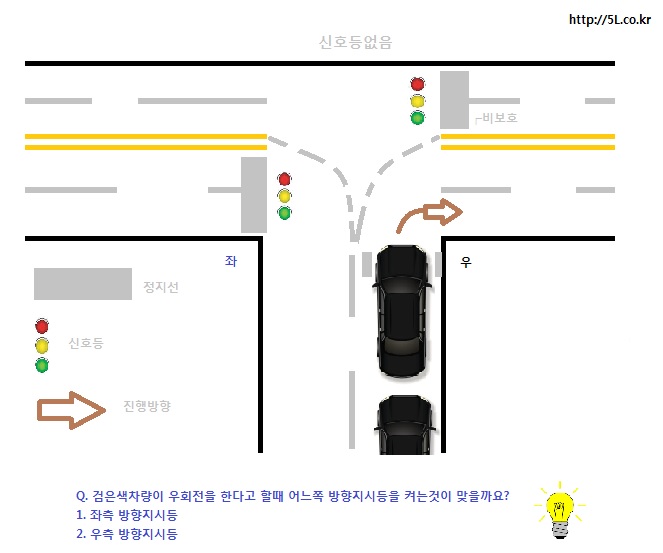 http://5L.co.kr
신호등없음
┌비보호
좌
우
정지선
신호등
진행방향
Q. 검은색차량이 우회전을 한다고 할때 어느쪽 방향지시등을 켜는것이 맞을까요?
1. 좌측 방향지시등
2. 우측 방향지시등